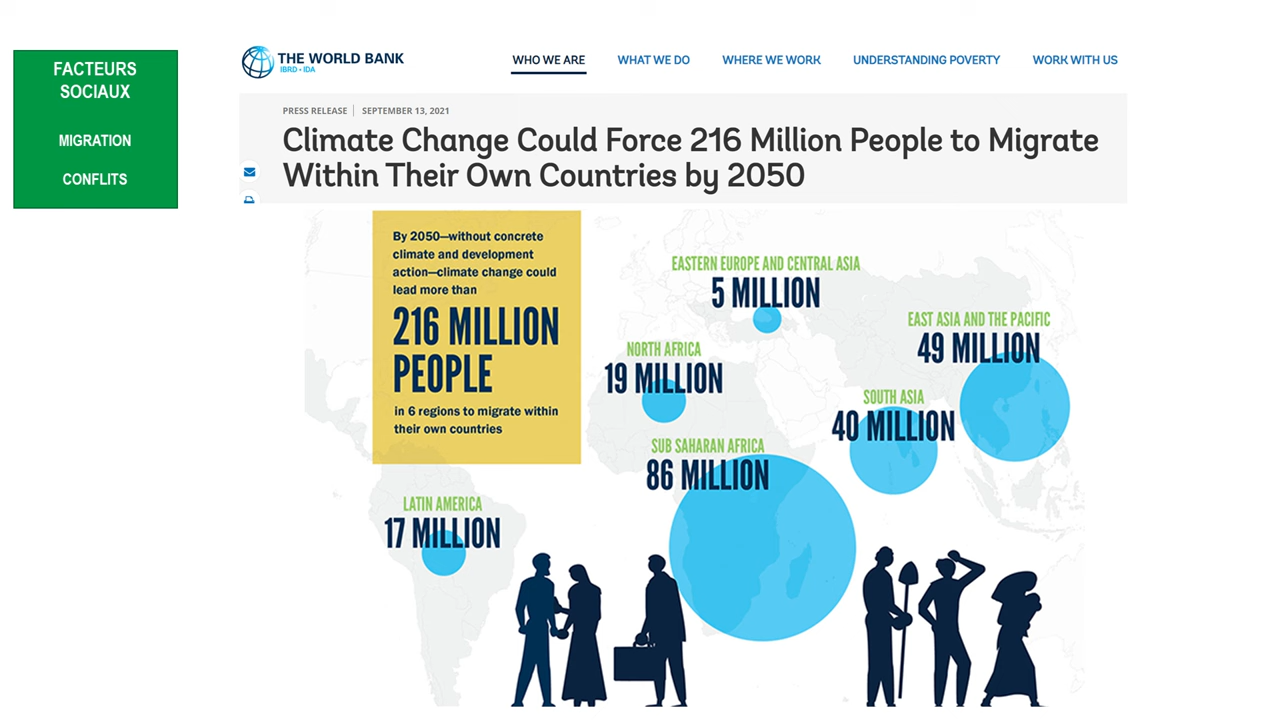 FACTEURS
SOCIAUX
MIGRATION
CONFLITS
THE WORLD BANK
IBRD • IDA
WHO WE ARE
WHAT WE DO
WHERE WE WORK
UNDERSTANDING POVERTY
WORK WITH US
PRESS RELEASE | SEPTEMBER 13, 2021
Climate Change Could Force 216 Million People to Migrate
Within Their Own Countries by 2050
By 2050—without concrete
climate and development
action—climate change could
lead more than
216 MILLION
PEOPLE
in 6 regions to migrate within
their own countries
EASTERN EUROPE AND CENTRAL ASIA
5 MILLION
EAST ASIA AND THE PACIFIC
49 MILLION
NORTH AFRICA
19 MILLION
SOUTH ASIA
40 MILLION
SUB SAHARAN AFRICA
86 MILLION
LATIN AMERICA
17 MILLION